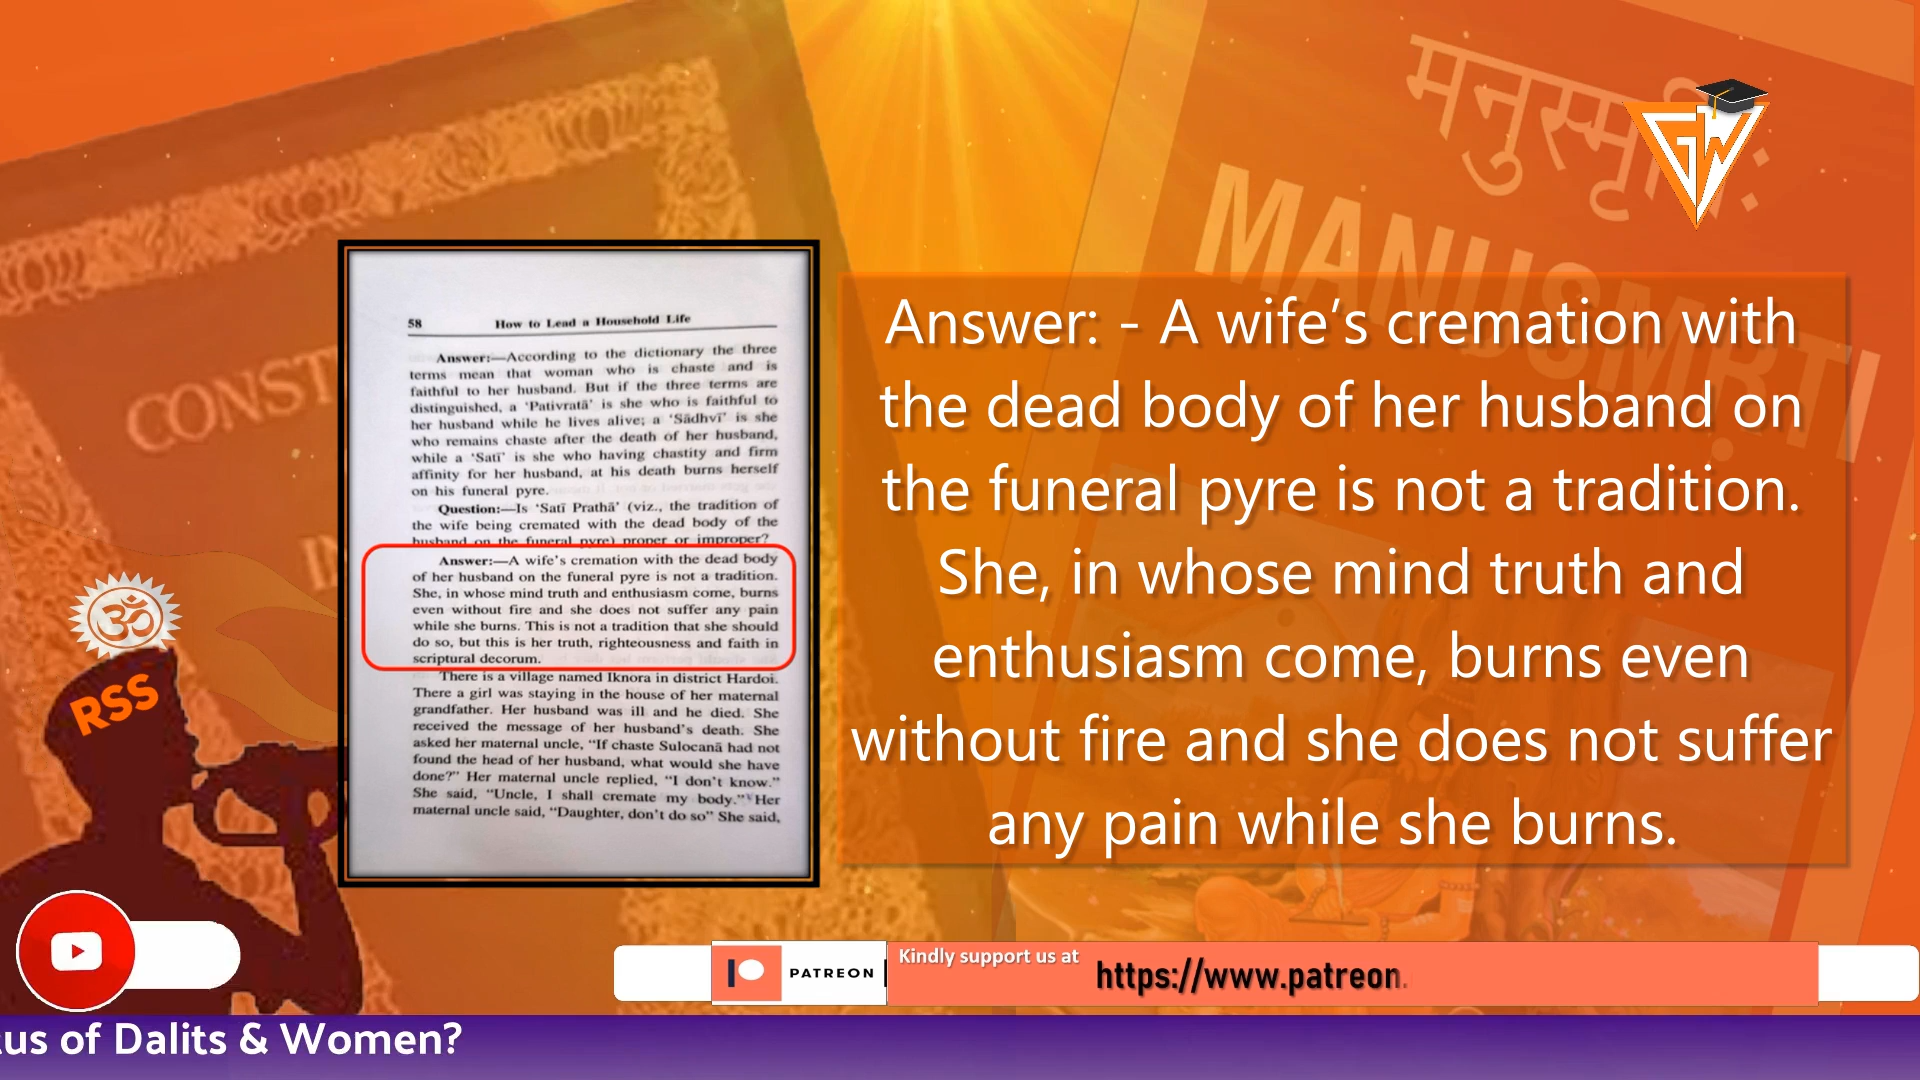 मनुस्मृतिः
MANUSMRTI
GW
CONST
IN
58 How to Lead a Household Life
Answer:—According to the dictionary the three
terms mean that woman who is chaste and is
faithful to her husband. But if the three terms are
distinguished, a ‘Pativratā’ is she who is faithful to
her husband while he lives alive; a ‘Sādhvī’ is she
who remains chaste after the death of her husband,
while a ‘Satī’ is she who having chastity and firm
affinity for her husband, at his death burns herself
on his funeral pyre.
Question:—Is ‘Satī Prathā’ (viz., the tradition of
the wife being cremated with the dead body of the
husband on the funeral pyre) proper or improper?
Answer:—A wife’s cremation with the dead body
of her husband on the funeral pyre is not a tradition.
She, in whose mind truth and enthusiasm come, burns
even without fire and she does not suffer any pain
while she burns. This is not a tradition that she should
do so, but this is her truth, righteousness and faith in
scriptural decorum.
There is a village named Iknora in district Hardoi.
There a girl was staying in the house of her maternal
grandfather. Her husband was ill and he died. She
received the message of her husband’s death. She
asked her maternal uncle, “If chaste Sulocanā had not
found the head of her husband, what would she have
done?” Her maternal uncle replied, “I don’t know.”
She said, “Uncle, I shall cremate my body.” Her
maternal uncle said, “Daughter, don’t do so” She said,
Answer: - A wife’s cremation with
the dead body of her husband on
the funeral pyre is not a tradition.
She, in whose mind truth and
enthusiasm come, burns even
without fire and she does not suffer
any pain while she burns.
ॐ
RSS
PATREON
Kindly support us at
https://www.patreon.
tus of Dalits & Women?